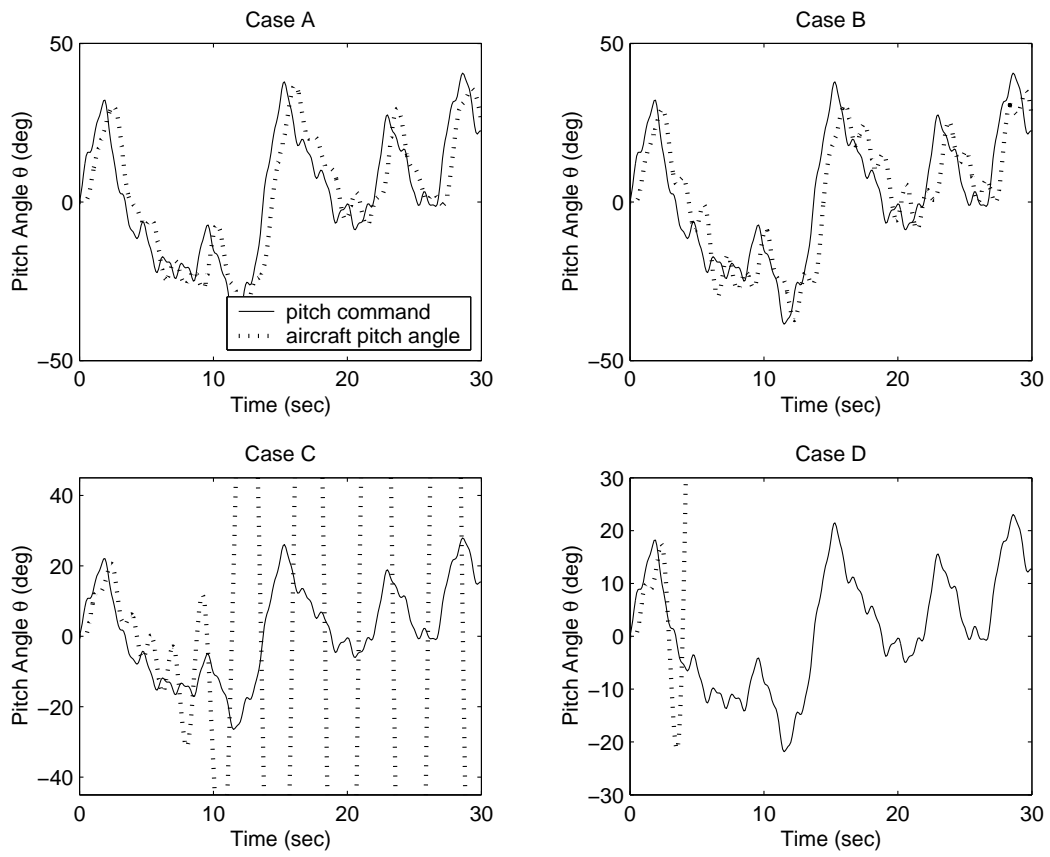 Case A
50
0
−50
0
10
20
30
Pitch Angle θ (deg)
Time (sec)
pitch command
aircraft pitch angle
Case B
50
0
−50
0
10
20
30
Pitch Angle θ (deg)
Time (sec)
Case C
40
20
0
−20
−40
0
10
20
30
Pitch Angle θ (deg)
Time (sec)
Case D
30
20
10
0
−10
−20
−30
0
10
20
30
Pitch Angle θ (deg)
Time (sec)